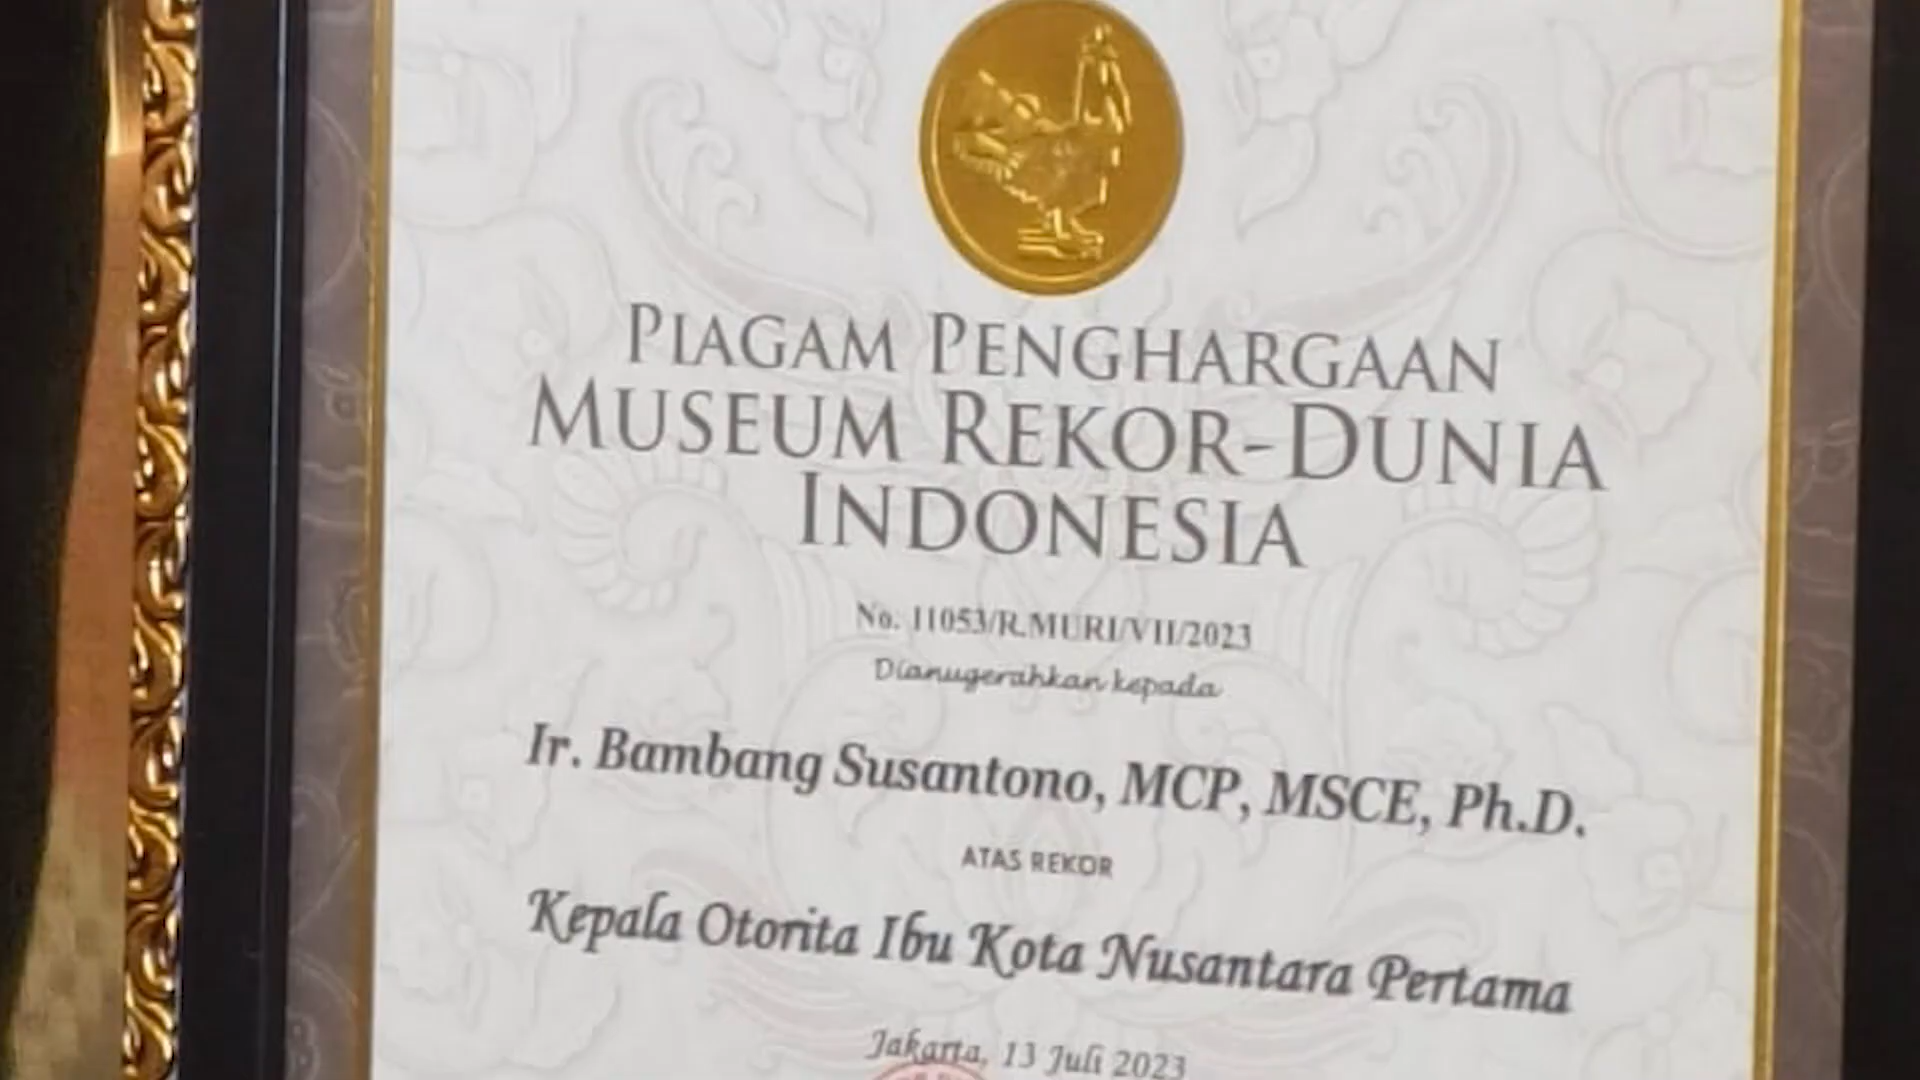 PIAGAM PENGHARGAAN
MUSEUM REKOR-DUNIA
INDONESIA
No. 11053/R.MURI/VII/2023
Dianugerahkan kepada
Ir. Bambang Susantono, MCP, MSCE, Ph.D.
ATAS REKOR
Kepala Otorita Ibu Kota Nusantara Pertama
Jakarta, 13 Juli 2023